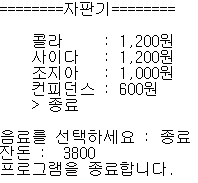 ========자판기========
콜라 : 1,200원
사이다 : 1,200원
조지아 : 1,000원
컨피던스 : 600원
> 종료
음료를 선택하세요 : 종료
잔돈 : 3800
프로그램을 종료합니다.